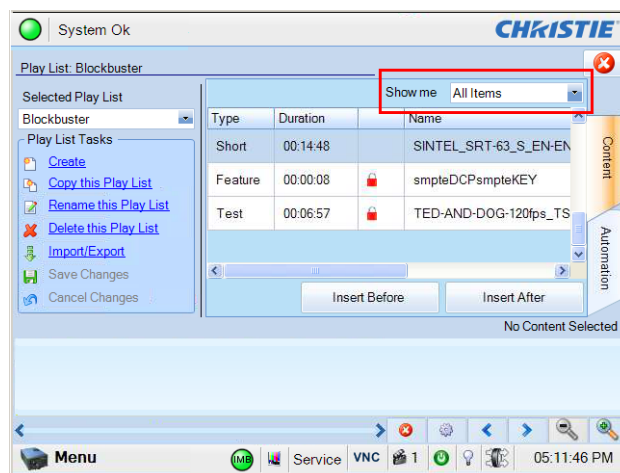 System Ok
CHRISTIE
Play List: Blockbuster
Selected Play List
Blockbuster
Play List Tasks
Create
Copy this Play List
Rename this Play List
Delete this Play List
Import/Export
Save Changes
Cancel Changes
Show me All Items
Type Duration Name
Short 00:14:48 SINTEL_SRT-63_S_EN-EN
Feature 00:00:08 smpteDCPsmpteKEY
Test 00:06:57 TED-AND-DOG-120fps_TS
Insert Before Insert After
Content
Automation
No Content Selected
Menu IMB Service VNC 1 05:11:46 PM